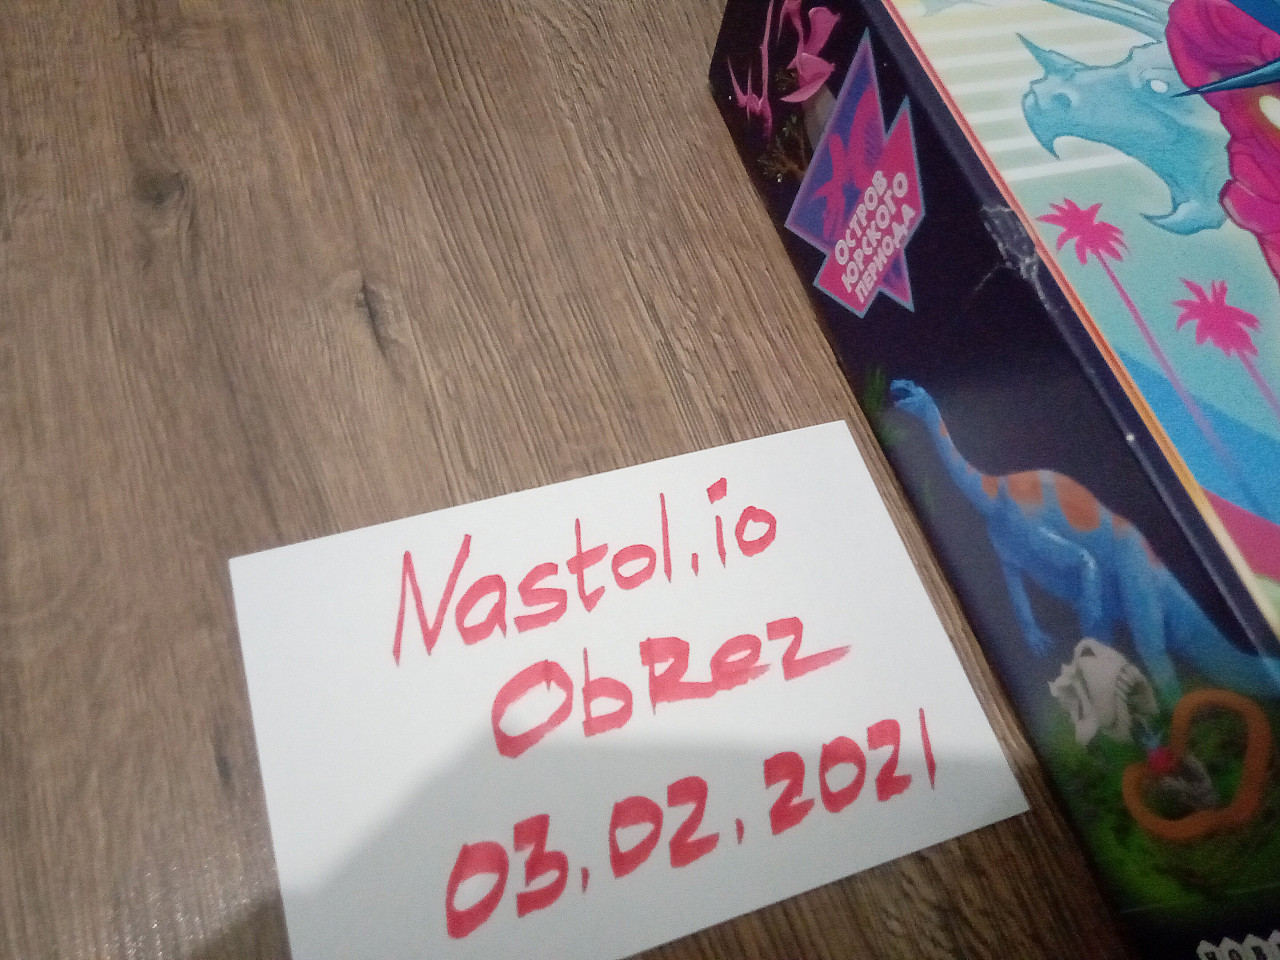 ОСТРОВ
ЮРСКОГО
ПЕРИОДА
Nastol.io
ObRez
03.02.2021